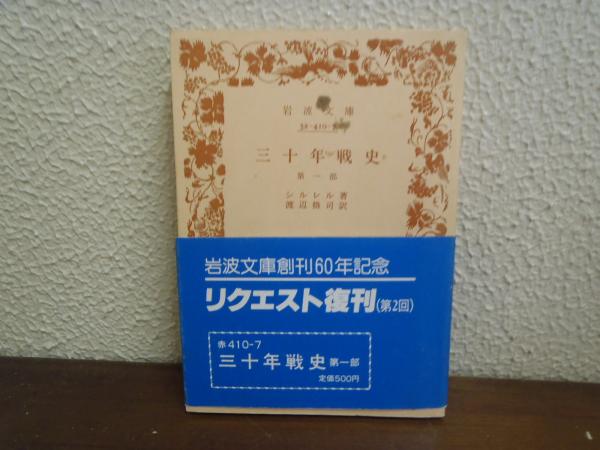 岩波文庫
32-410-7
三十年戦史
第一部
シルレル著
渡辺格司訳
岩波文庫創刊60年記念
リクエスト復刊(第2回)
赤410-7
三十年戦史 第一部
定価500円